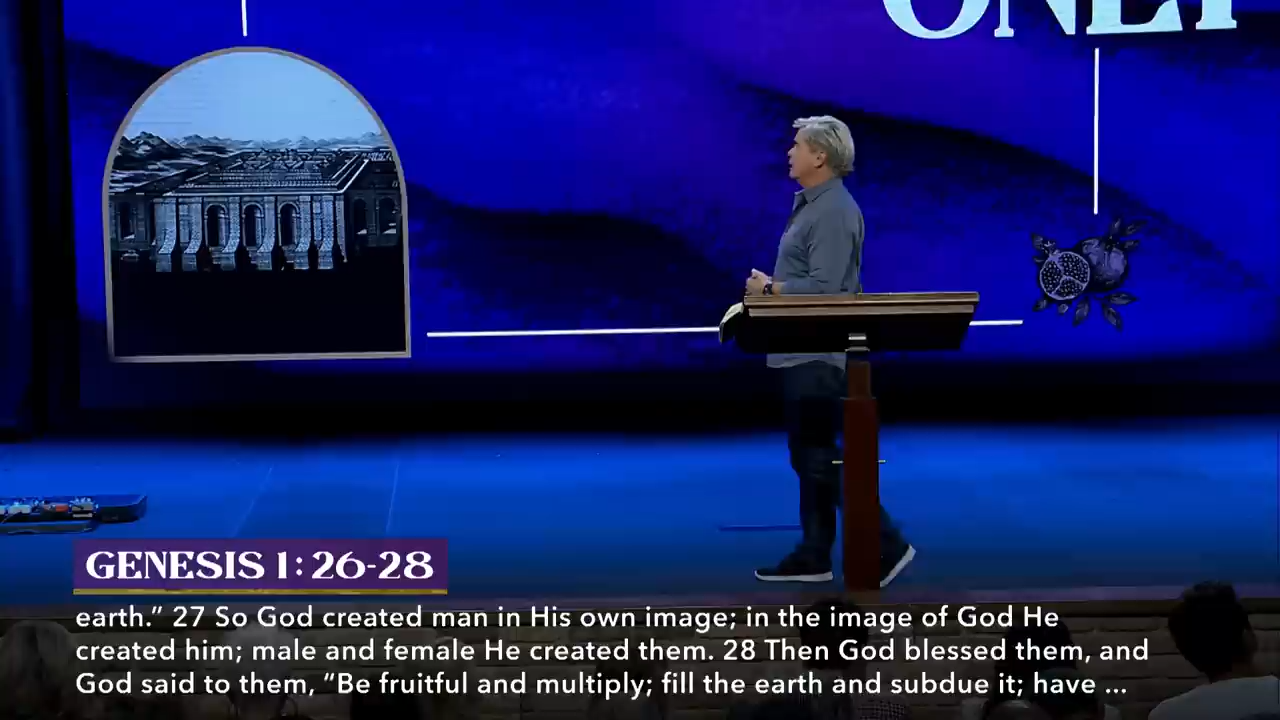 ONLY
GENESIS 1:26-28
earth.” 27 So God created man in His own image; in the image of God He
created him; male and female He created them. 28 Then God blessed them, and
God said to them, “Be fruitful and multiply; fill the earth and subdue it; have ...